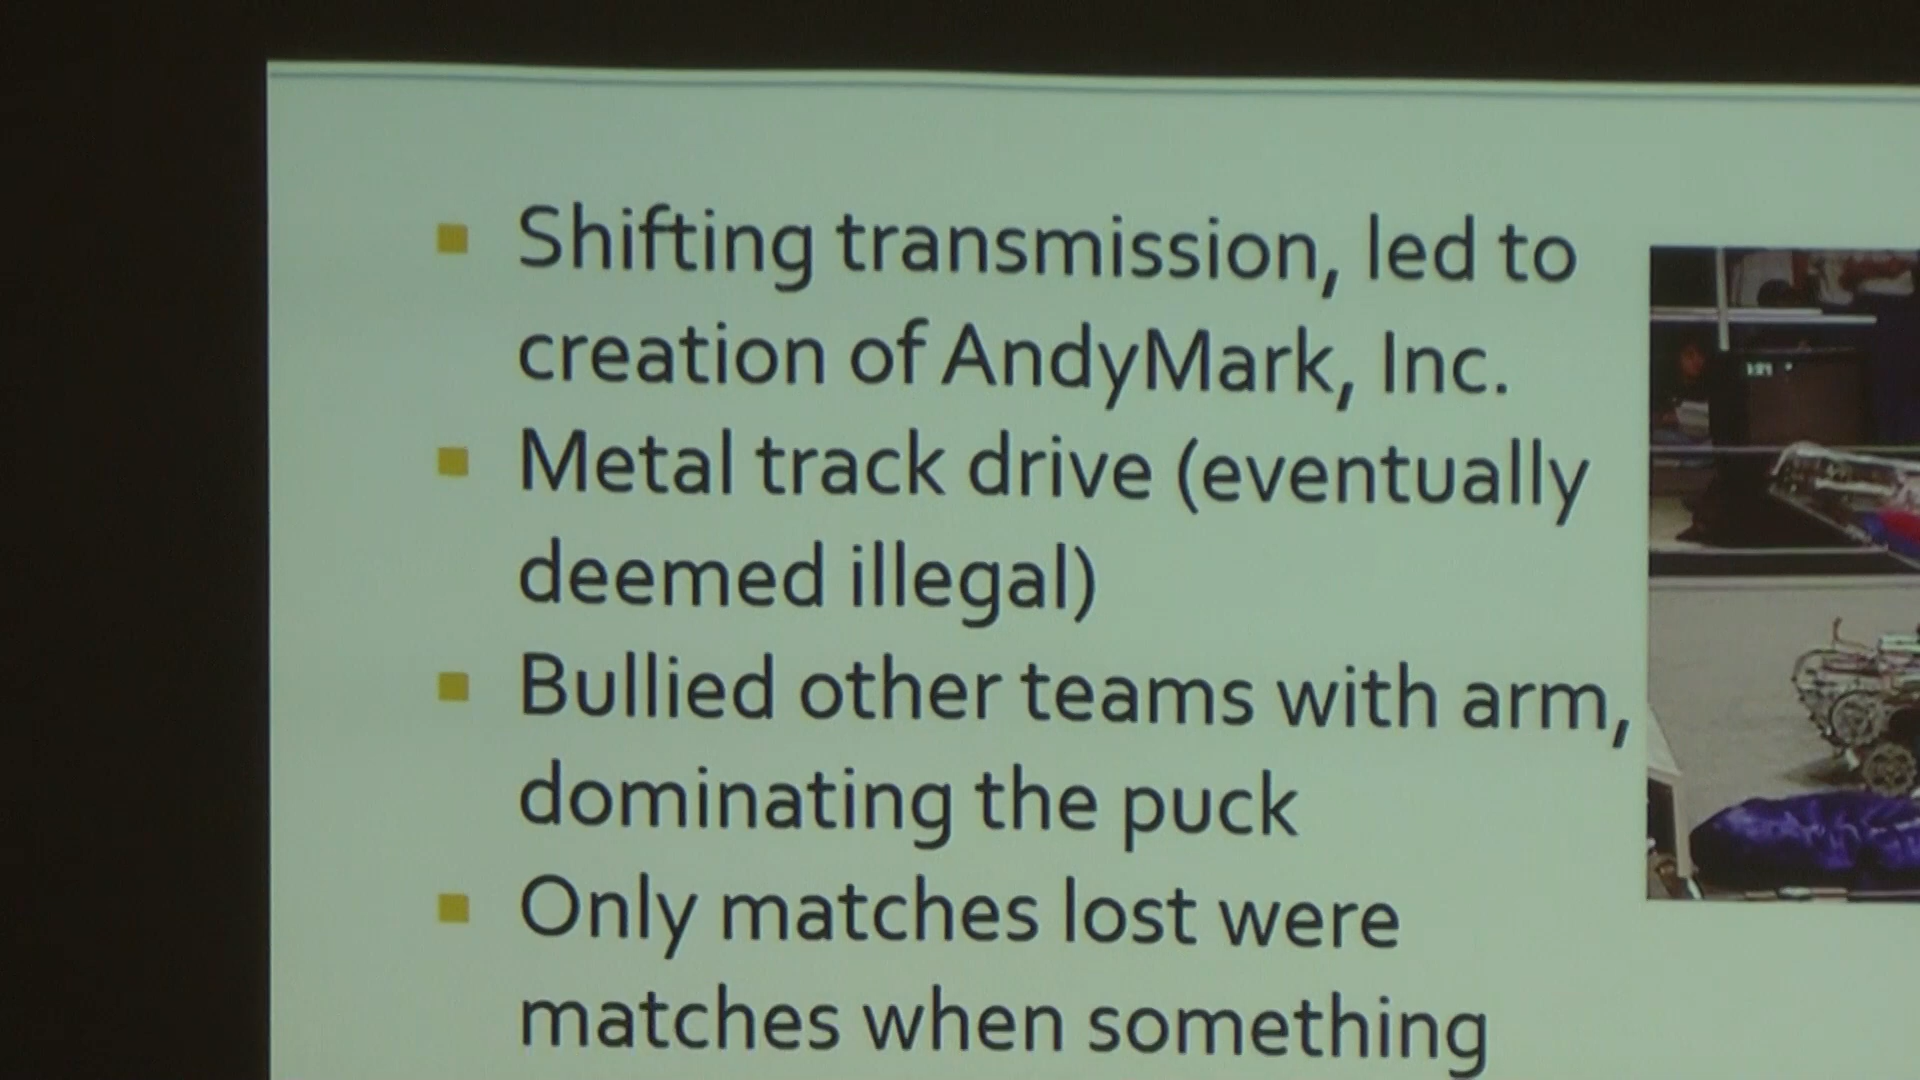 Shifting transmission, led to
creation of AndyMark, Inc.
Metal track drive (eventually
deemed illegal)
Bullied other teams with arm,
dominating the puck
Only matches lost were
matches when something